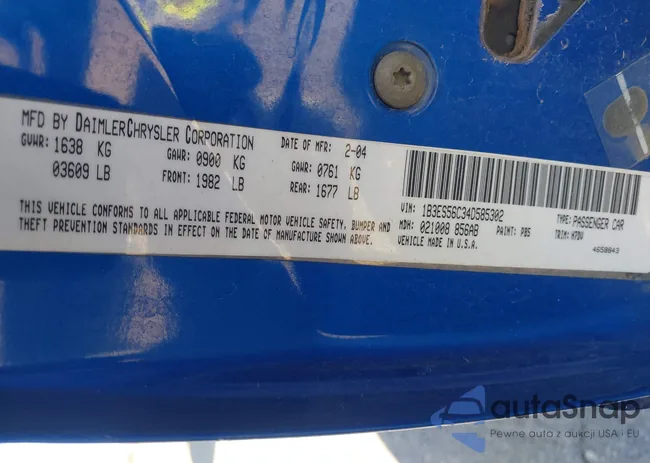 MFD BY DAIMLERCHRYSLER CORPORATION DATE OF MFR: 2-04
GVWR: 1638 KG GAWR: 0900 KG GAWR: 0761 KG
03609 LB FRONT: 1982 LB REAR: 1677 LB
THIS VEHICLE CONFORMS TO ALL APPLICABLE FEDERAL MOTOR VEHICLE SAFETY, BUMPER AND
THEFT PREVENTION STANDARDS IN EFFECT ON THE DATE OF MANUFACTURE SHOWN ABOVE.
VIN: 1B3ES56C34D585302 TYPE: PASSENGER CAR
MDH: 021008 856AB PAINT: PB5 TRIM:
MADE IN U.S.A. 4658843
autoSnap
Pewne auta z aukcji USA i EU